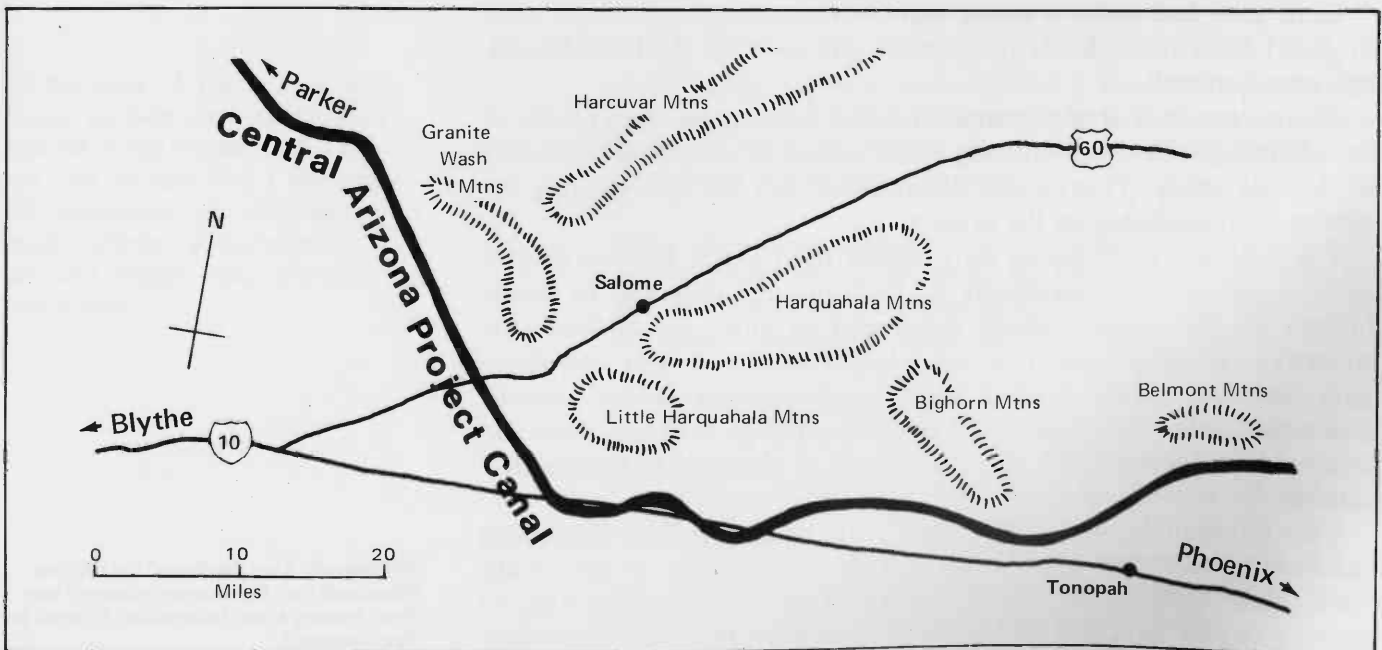 Parker
Harcuvar Mtns
Granite
Wash
Mtns
60
Central Arizona Project Canal
N
Salome
Harquahala Mtns
Blythe
10
Little Harquahala Mtns
Bighorn Mtns
Belmont Mtns
0 10 20
Miles
Tonopah
Phoenix